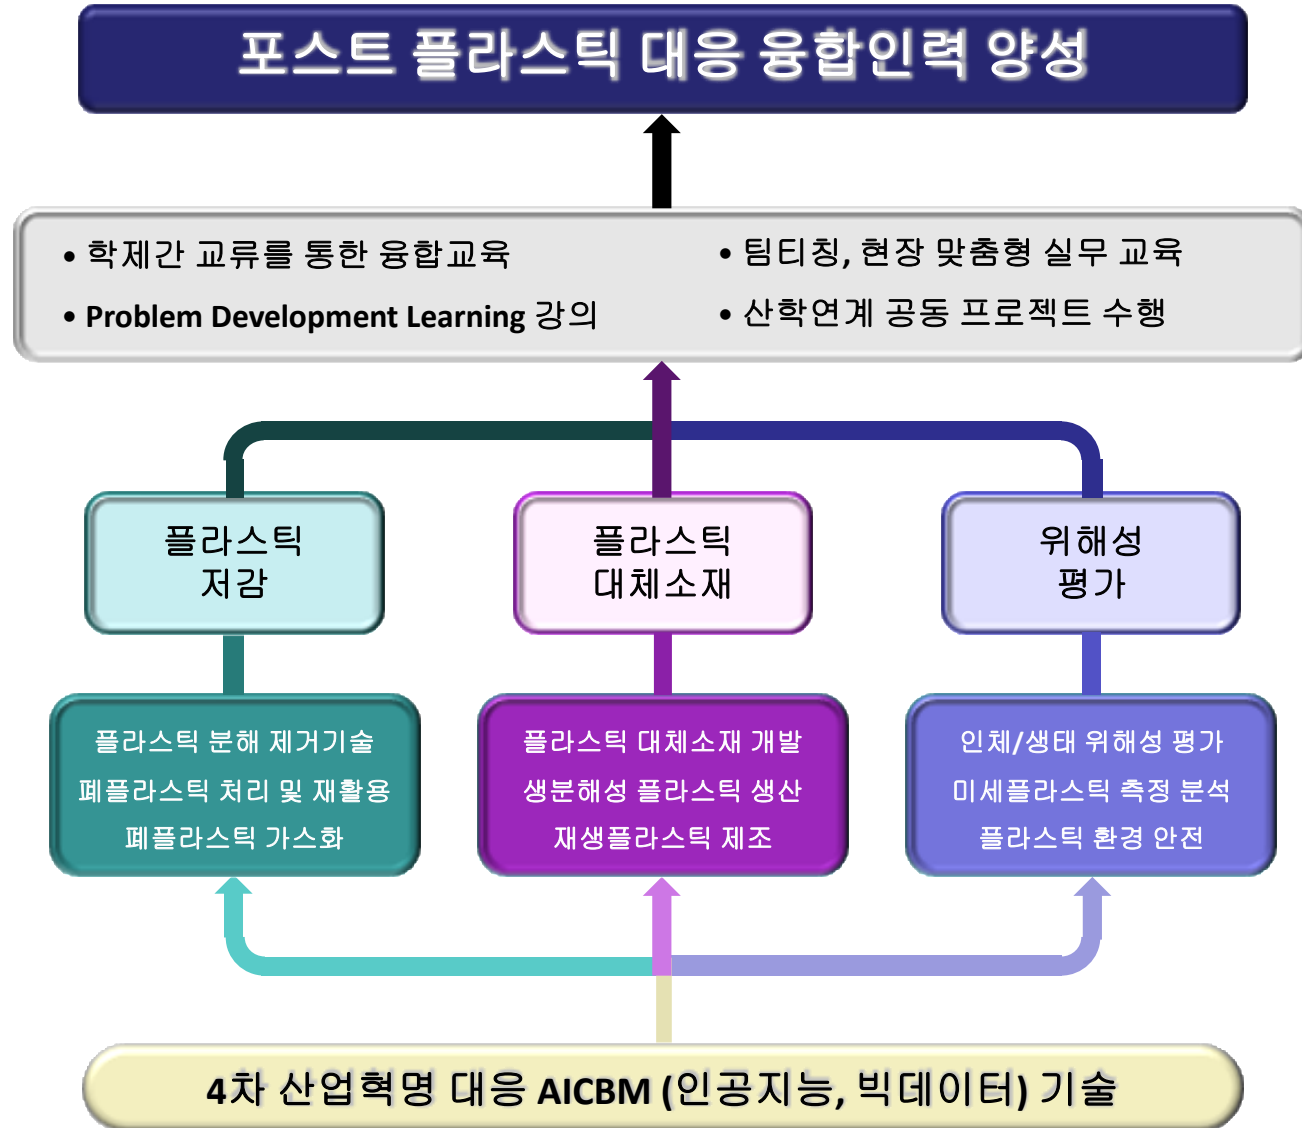 포스트 플라스틱 대응 융합인력 양성
• 학제간 교류를 통한 융합교육
• Problem Development Learning 강의
• 팀티칭, 현장 맞춤형 실무 교육
• 산학연계 공동 프로젝트 수행
플라스틱
저감
플라스틱
대체소재
위해성
평가
플라스틱 분해 제거기술
폐플라스틱 처리 및 재활용
폐플라스틱 가스화
플라스틱 대체소재 개발
생분해성 플라스틱 생산
재생플라스틱 제조
인체/생태 위해성 평가
미세플라스틱 측정 분석
플라스틱 환경 안전
4차 산업혁명 대응 AICBM (인공지능, 빅데이터) 기술